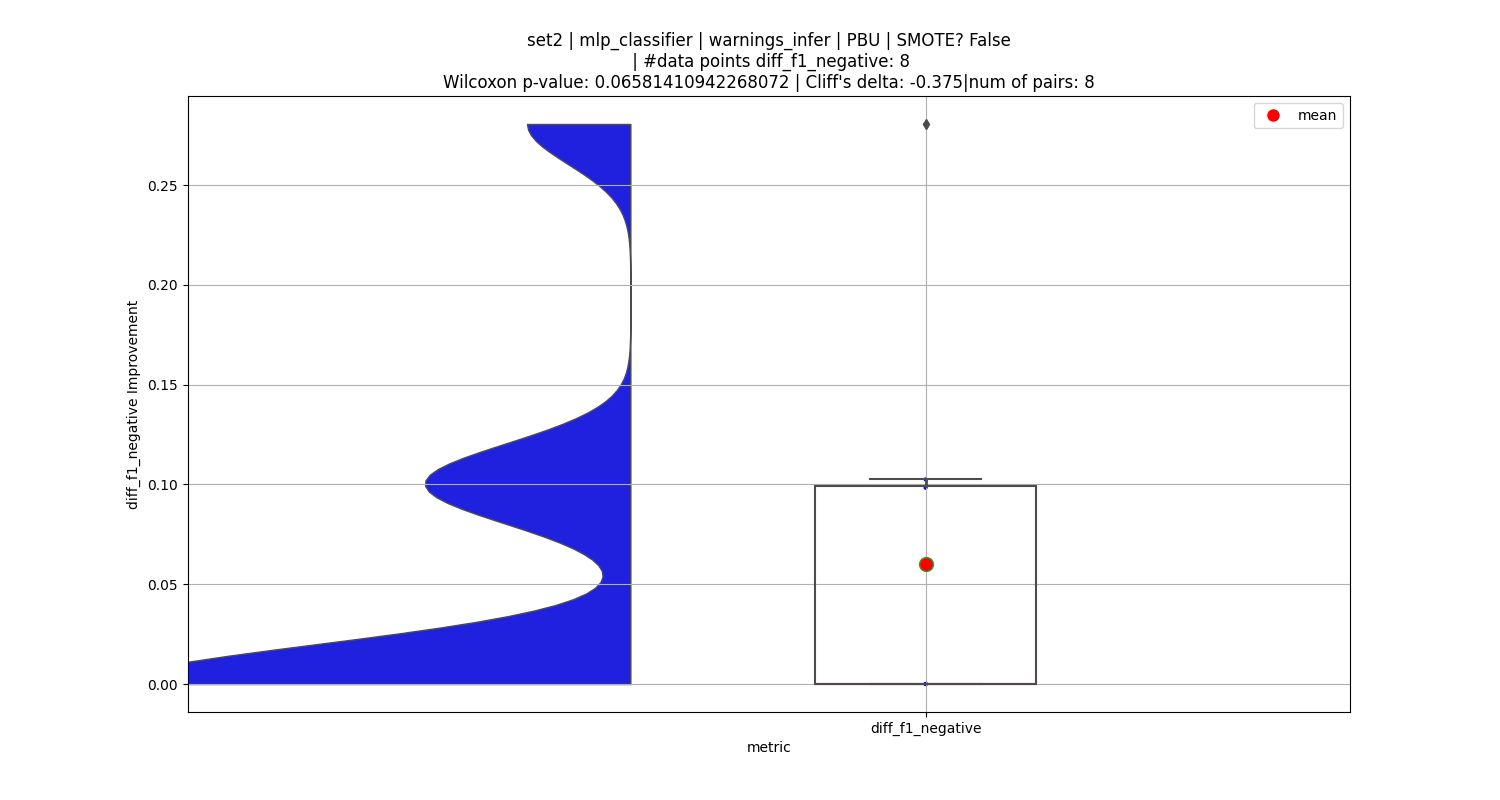 set2 | mlp_classifier | warnings_infer | PBU | SMOTE? False
| #data points diff_f1_negative: 8
Wilcoxon p-value: 0.06581410942268072 | Cliff's delta: -0.375|num of pairs: 8
mean
0.25
0.20
0.15
0.10
0.05
0.00
diff_f1_negative Improvement
diff_f1_negative
metric